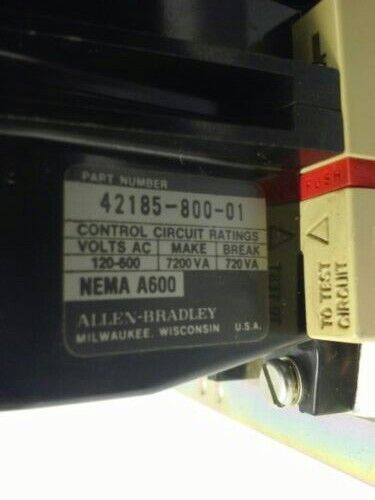 PART NUMBER
42185-800-01
CONTROL CIRCUIT RATINGS
VOLTS AC MAKE BREAK
120-600 7200 VA 720 VA
NEMA A600
ALLEN-BRADLEY
MILWAUKEE, WISCONSIN U.S.A.
PUSH
TO TEST
CIRCUIT